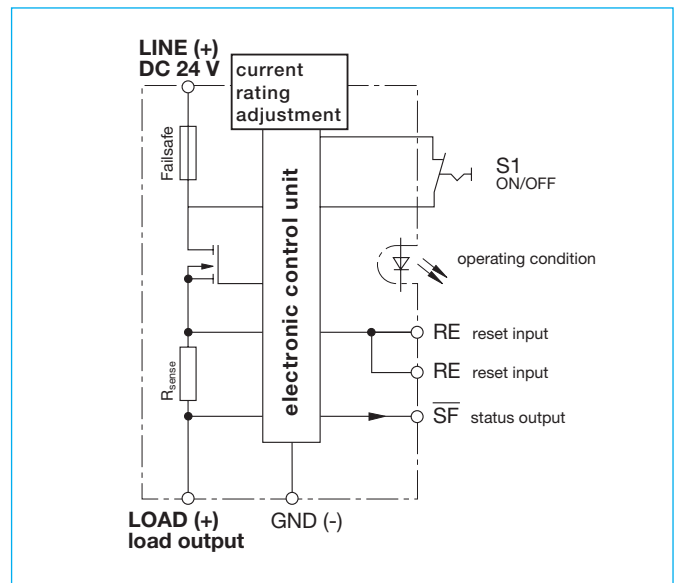 LINE (+)
DC 24 V
current
rating
adjustment
Failsafe
S1
ON/OFF
electronic control unit
operating condition
RE reset input
Rsense
RE reset input
SF status output
LOAD (+)
load output
GND (-)